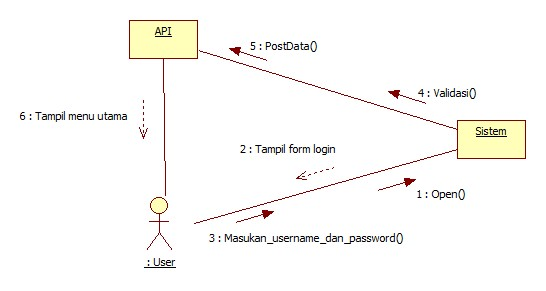 API
5 : PostData()
4 : Validasi()
6 : Tampil menu utama
Sistem
2 : Tampil form login
1 : Open()
3 : Masukan_username_dan_password()
: User